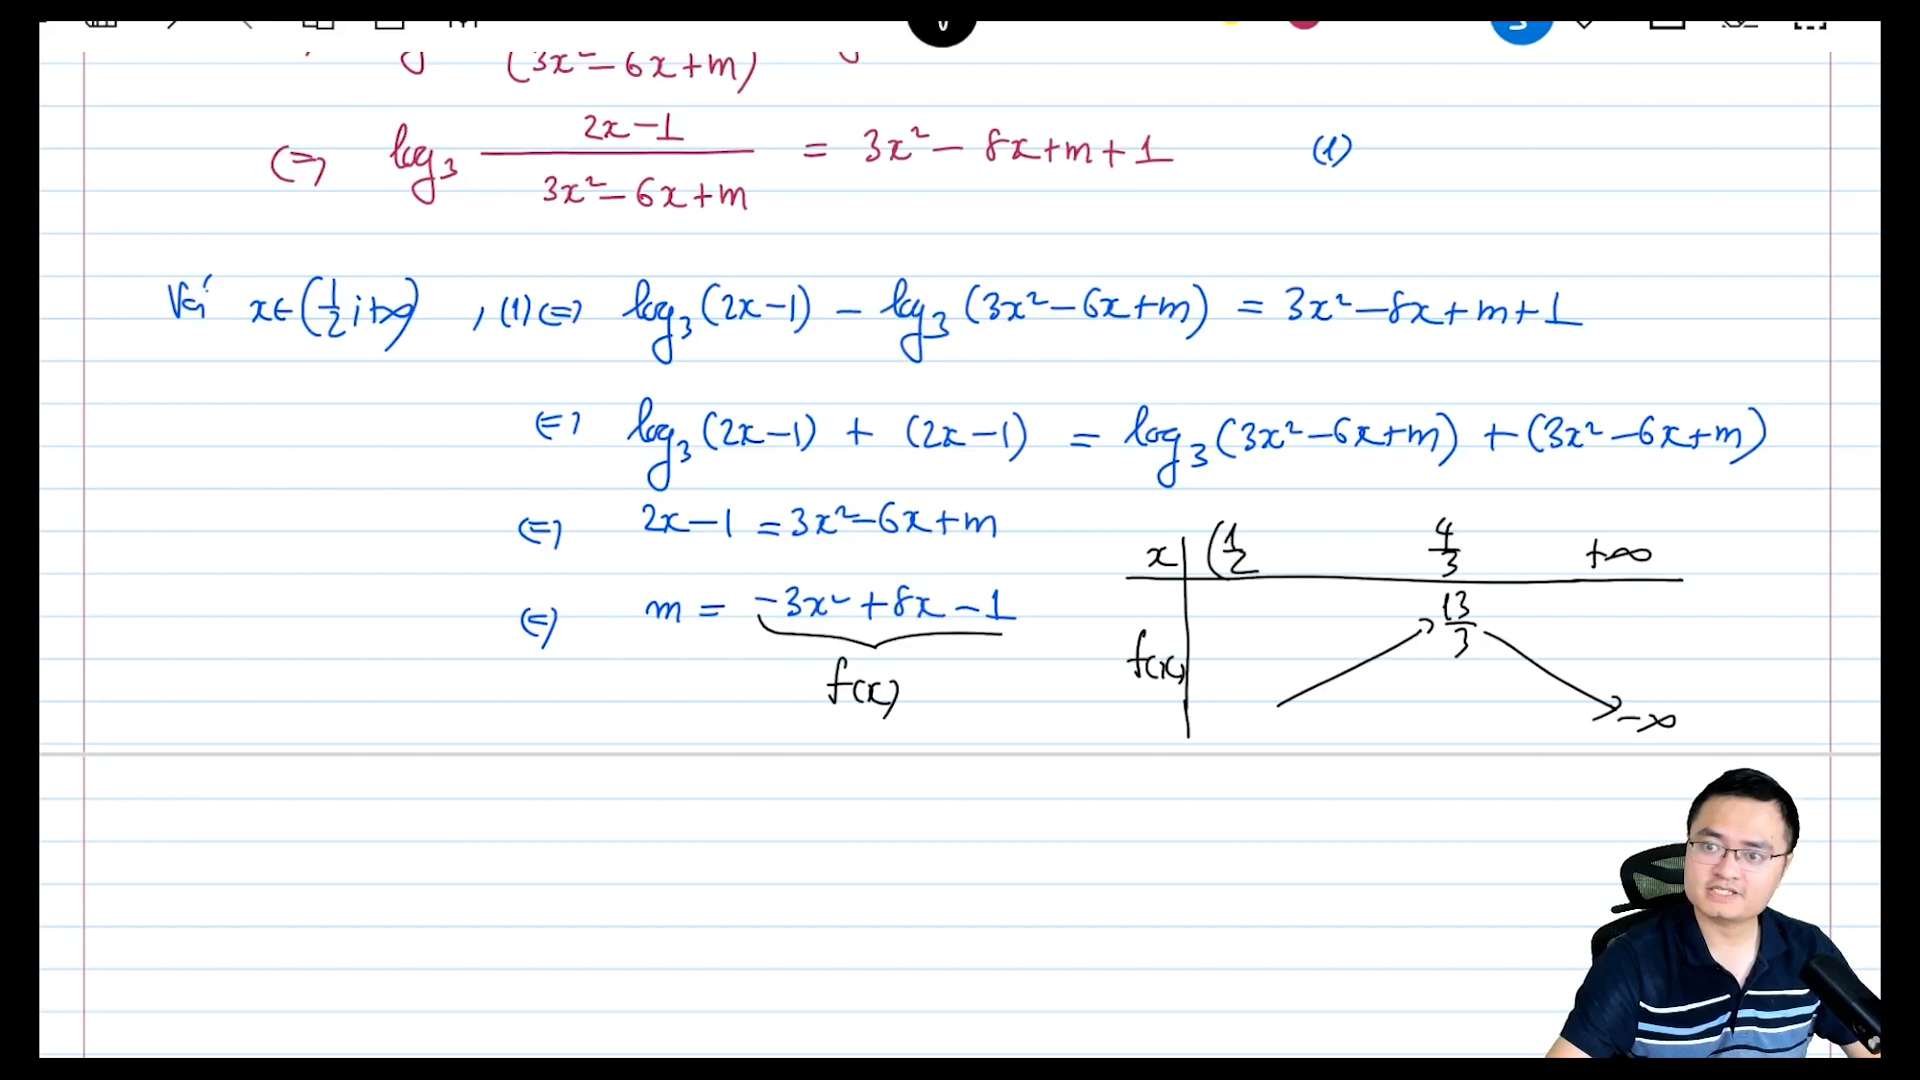 (3x²-6x+m)
⇔ log₃ (2x-1)/(3x²-6x+m) = 3x²-8x+m+1 (1)
Với x∈(1/2;+∞), (1)⇔ log₃(2x-1) - log₃(3x²-6x+m) = 3x²-8x+m+1
⇔ log₃(2x-1) + (2x-1) = log₃(3x²-6x+m) + (3x²-6x+m)
⇔ 2x-1 = 3x²-6x+m
⇔ m = -3x²+8x-1
f(x)
x (1/2 4/3 +∞
f(x) 13/3 -∞